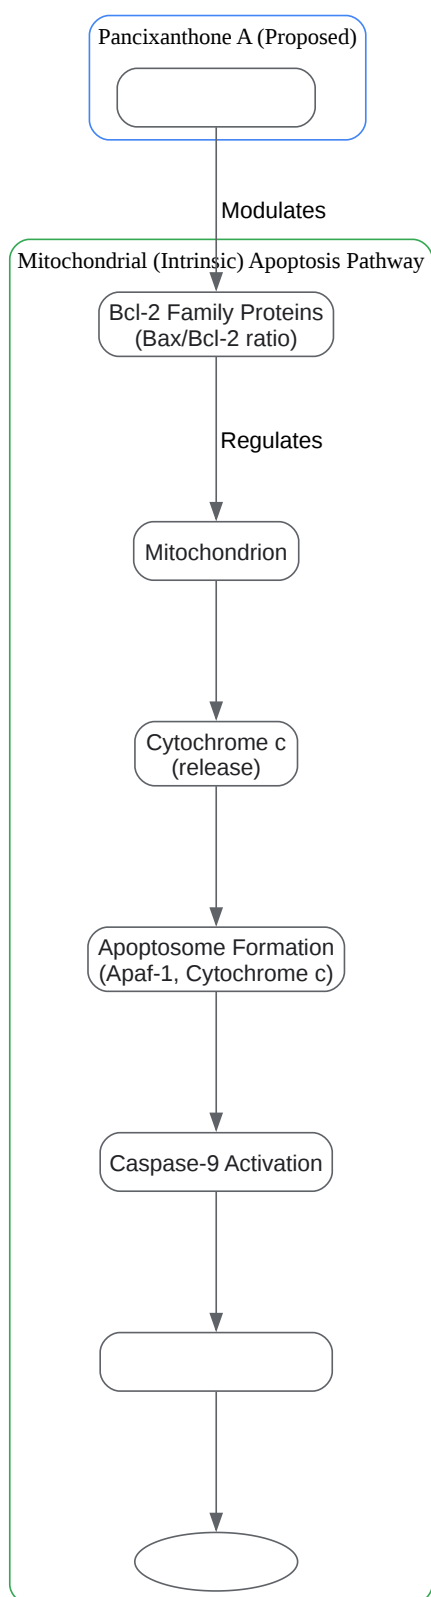 Pancixanthone A (Proposed)
Modulates
Mitochondrial (Intrinsic) Apoptosis Pathway
Bcl-2 Family Proteins
(Bax/Bcl-2 ratio)
Regulates
Mitochondrion
Cytochrome c
(release)
Apoptosome Formation
(Apaf-1, Cytochrome c)
Caspase-9 Activation